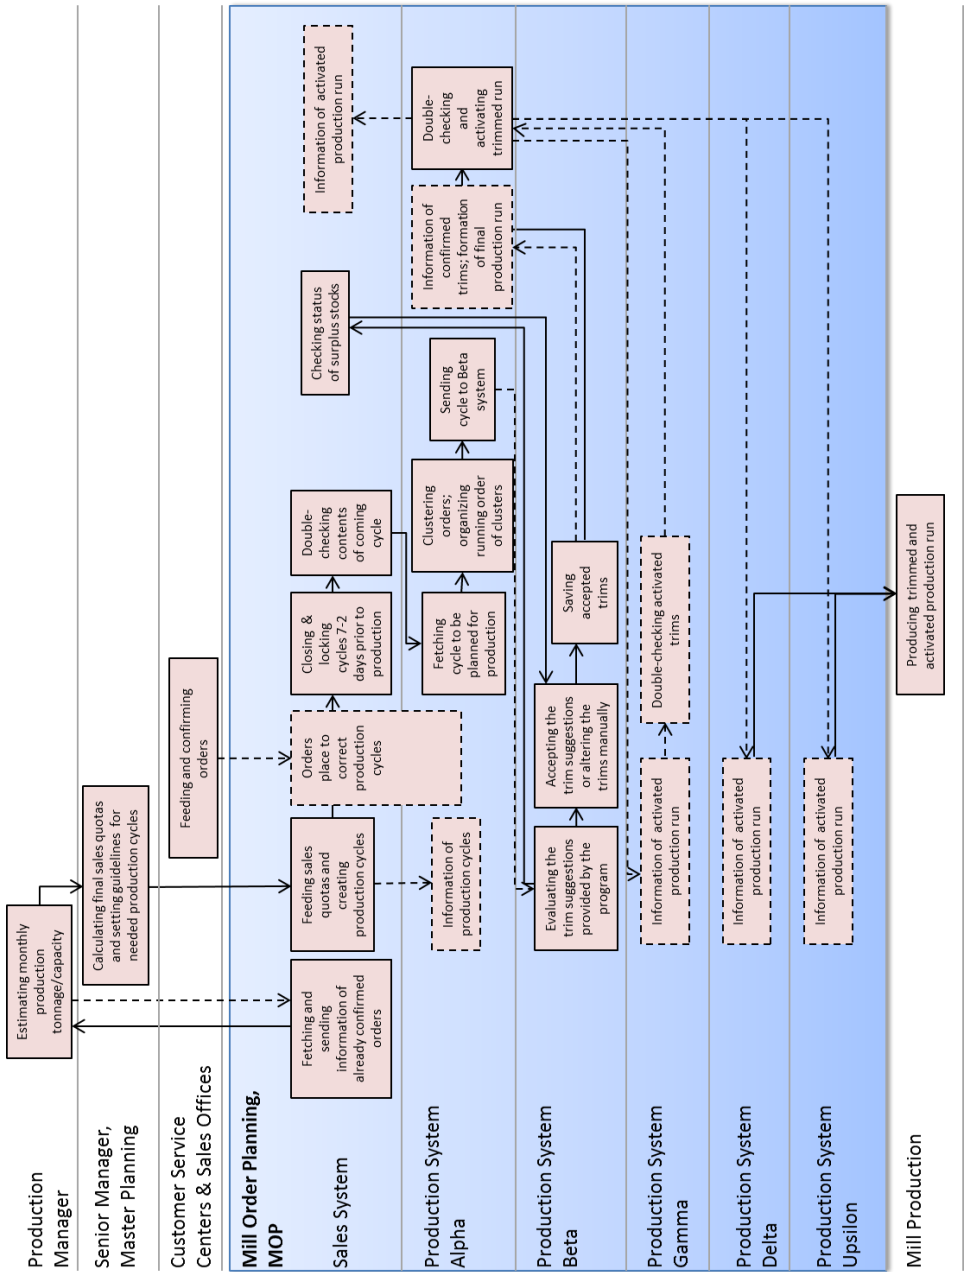 Production
Manager
Estimating monthly
production
tonnage/capacity
Senior Manager,
Master Planning
Calculating final sales quotas
and setting guidelines for
needed production cycles
Customer Service
Centers & Sales Offices
Feeding and confirming
orders
Mill Order Planning,
MOP
Sales System
Fetching and
sending
information of
already confirmed
orders
Feeding sales
quotas and
creating
production cycles
Orders
place to
correct
production
cycles
Closing &
locking
cycles 7-2
days prior to
production
Double-
checking
contents
of coming
cycle
Checking status
of surplus stocks
Information of activated
production run
Production System
Alpha
Information of
production cycles
Fetching
cycle to be
planned for
production
Clustering
orders;
organizing
running order
of clusters
Sending
cycle to Beta
system
Information of
confirmed
trims; formation
of final
production run
Double-
checking
and
activating
trimmed run
Production System
Beta
Evaluating the
trim suggestions
provided by the
program
Accepting the
trim suggestions
or altering the
trims manually
Saving
accepted
trims
Production System
Gamma
Information of activated
production run
Double-checking activated
trims
Production System
Delta
Information of activated
production run
Production System
Upsilon
Information of activated
production run
Mill Production
Producing trimmed and
activated production run